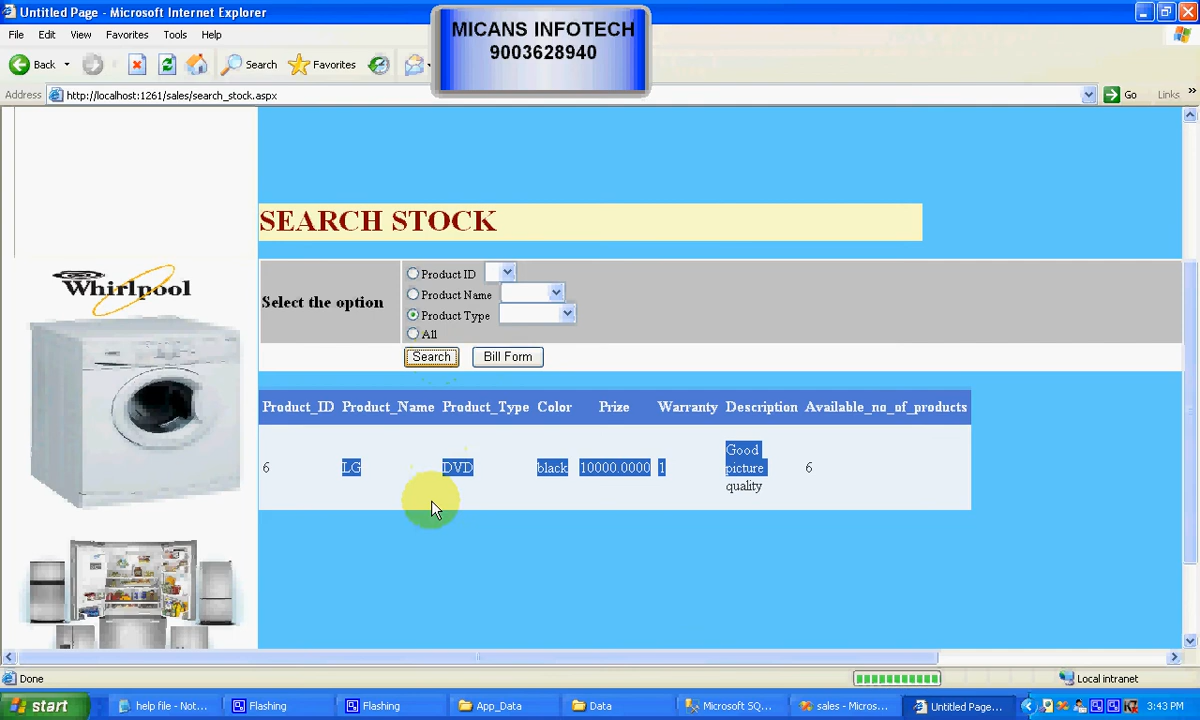 Untitled Page - Microsoft Internet Explorer
File Edit View Favorites Tools Help
MICANS INFOTECH
9003628940
Back Search Favorites
Address http://localhost:1261/sales/search_stock.aspx Go Links »
SEARCH STOCK
Whirlpool
Select the option
Product ID
Product Name
Product Type
All
Search Bill Form
Product_ID Product_Name Product_Type Color Prize Warranty Description Available_no_of_products
6 LG DVD black 10000.0000 1 Good picture quality 6
Done Local intranet
start help file - Not... Flashing Flashing App_Data Data Microsoft SQ... sales - Micros... Untitled Page... 3:43 PM